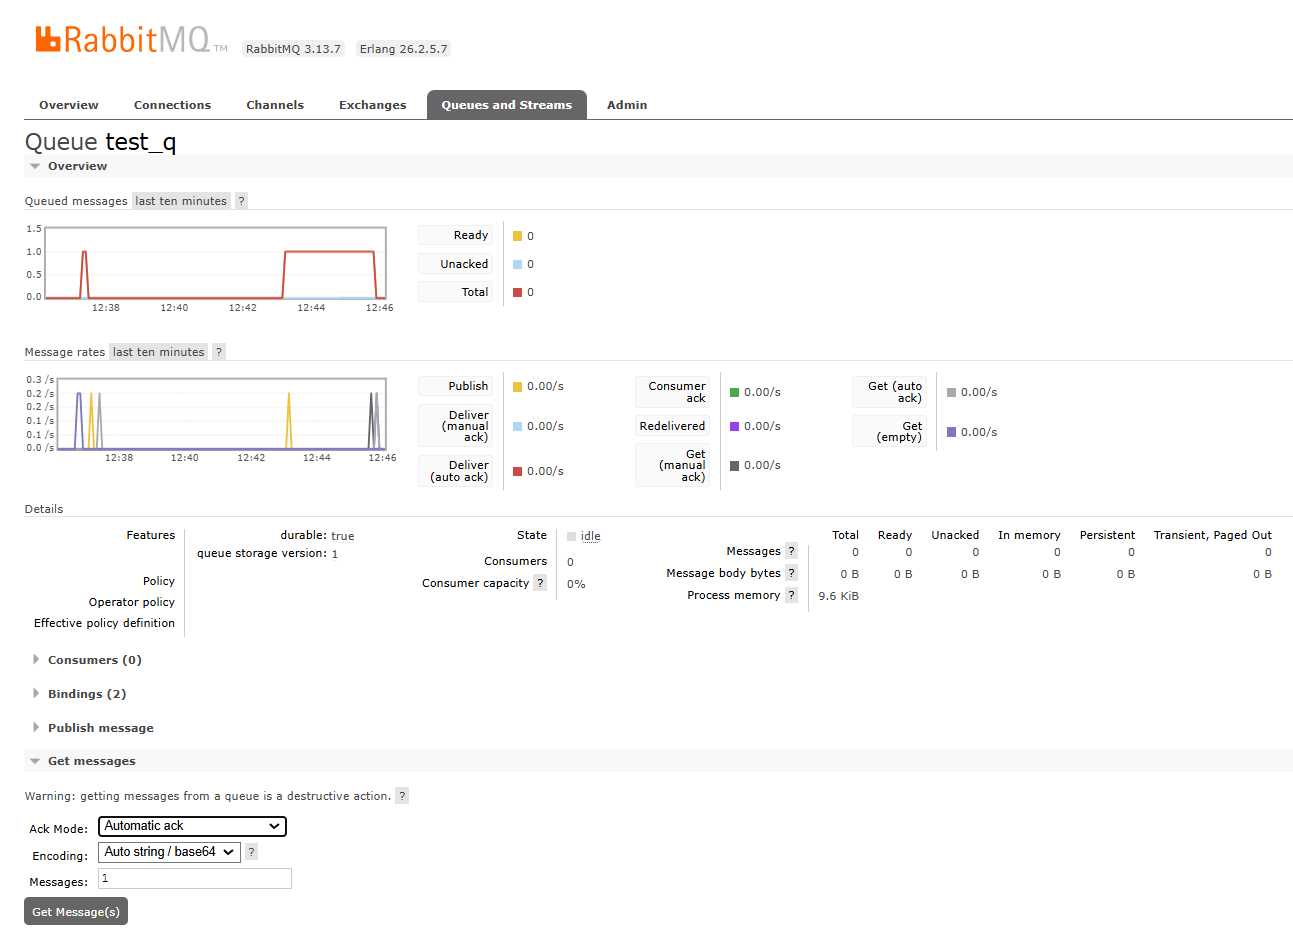 RabbitMQ TM RabbitMQ 3.13.7 Erlang 26.2.5.7
Overview Connections Channels Exchanges Queues and Streams Admin
Queue test_q
Overview
Queued messages last ten minutes ?
1.5
1.0
0.5
0.0
12:38 12:40 12:42 12:44 12:46
Ready 0
Unacked 0
Total 0
Message rates last ten minutes ?
0.3 /s
0.2 /s
0.2 /s
0.1 /s
0.1 /s
0.0 /s
12:38 12:40 12:42 12:44 12:46
Publish 0.00/s
Deliver
(manual
ack)
0.00/s
Deliver
(auto ack)
0.00/s
Consumer
ack
0.00/s
Redelivered 0.00/s
Get
(manual
ack)
0.00/s
Get (auto
ack)
0.00/s
Get
(empty)
0.00/s
Details
Features durable: true
queue storage version: 1
Policy
Operator policy
Effective policy definition
State idle
Consumers 0
Consumer capacity ? 0%
Total Ready Unacked In memory Persistent Transient, Paged Out
Messages ? 0 0 0 0 0 0
Message body bytes ? 0 B 0 B 0 B 0 B 0 B 0 B
Process memory ? 9.6 KiB
Consumers (0)
Bindings (2)
Publish message
Get messages
Warning: getting messages from a queue is a destructive action. ?
Ack Mode: Automatic ack
Encoding: Auto string / base64 ?
Messages: 1
Get Message(s)